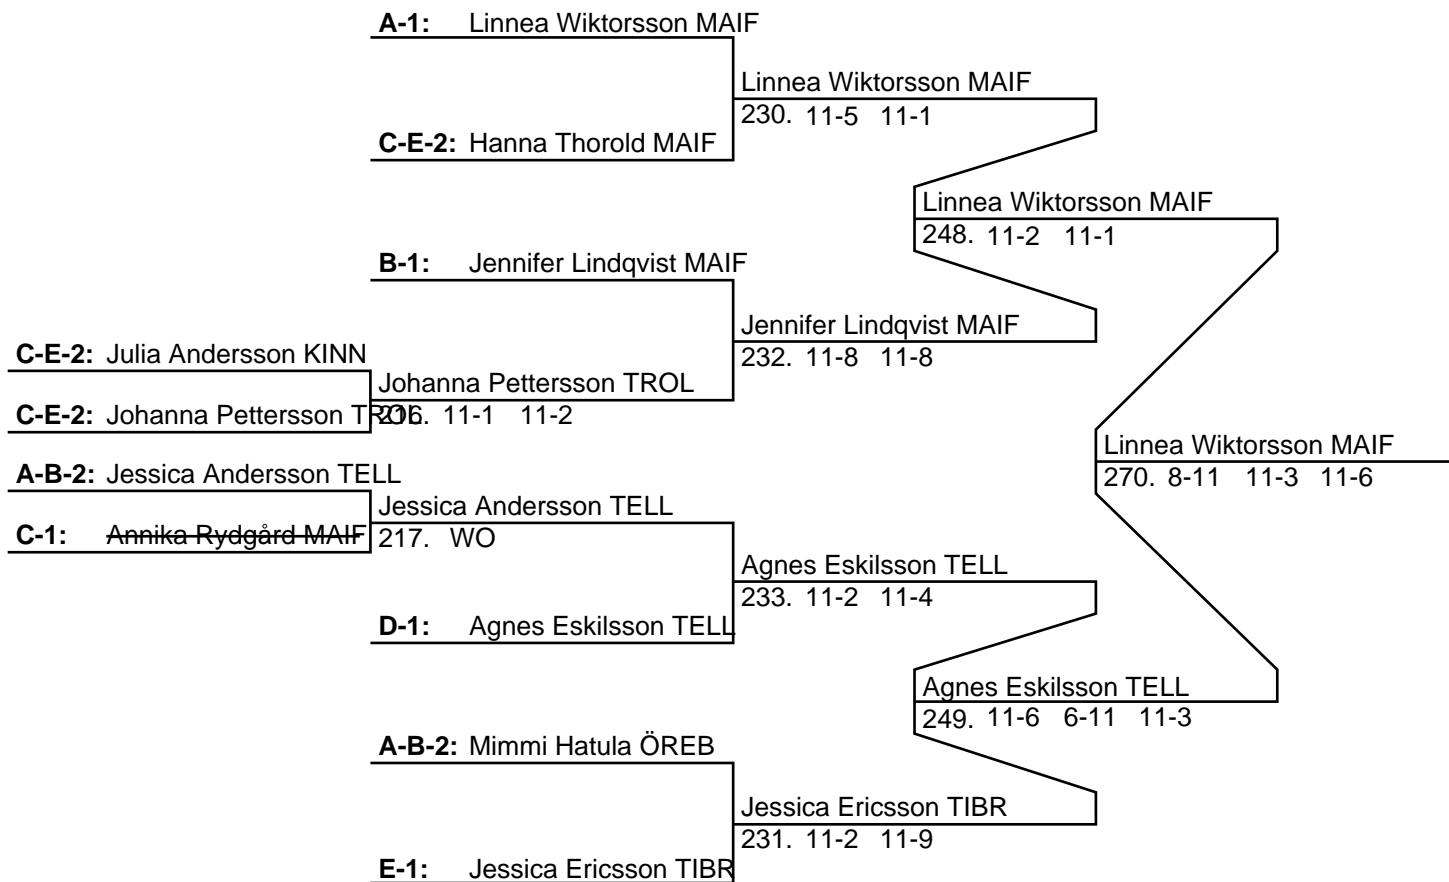 A-1: Linnea Wiktorsson MAIF
Linnea Wiktorsson MAIF
230. 11-5 11-1
C-E-2: Hanna Thorold MAIF
Linnea Wiktorsson MAIF
248. 11-2 11-1
B-1: Jennifer Lindqvist MAIF
Jennifer Lindqvist MAIF
232. 11-8 11-8
C-E-2: Julia Andersson KINN
Johanna Pettersson TROL
216. 11-1 11-2
C-E-2: Johanna Pettersson TROL
Linnea Wiktorsson MAIF
270. 8-11 11-3 11-6
A-B-2: Jessica Andersson TELL
Jessica Andersson TELL
217. WO
C-1: Annika Rydgård MAIF
Agnes Eskilsson TELL
233. 11-2 11-4
D-1: Agnes Eskilsson TELL
Agnes Eskilsson TELL
249. 11-6 6-11 11-3
A-B-2: Mimmi Hatula ÖREB
Jessica Ericsson TIBR
231. 11-2 11-9
E-1: Jessica Ericsson TIBR